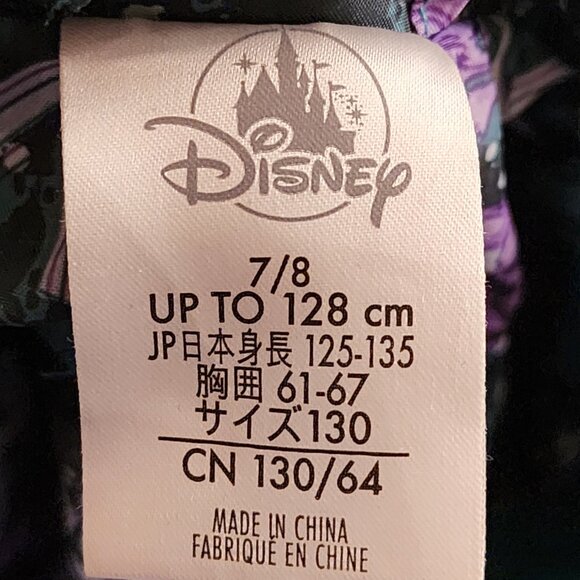 Disney
7/8
UP TO 128 cm
JP日本身長 125-135
胸囲 61-67
サイズ130
CN 130/64
MADE IN CHINA
FABRIQUÉ EN CHINE